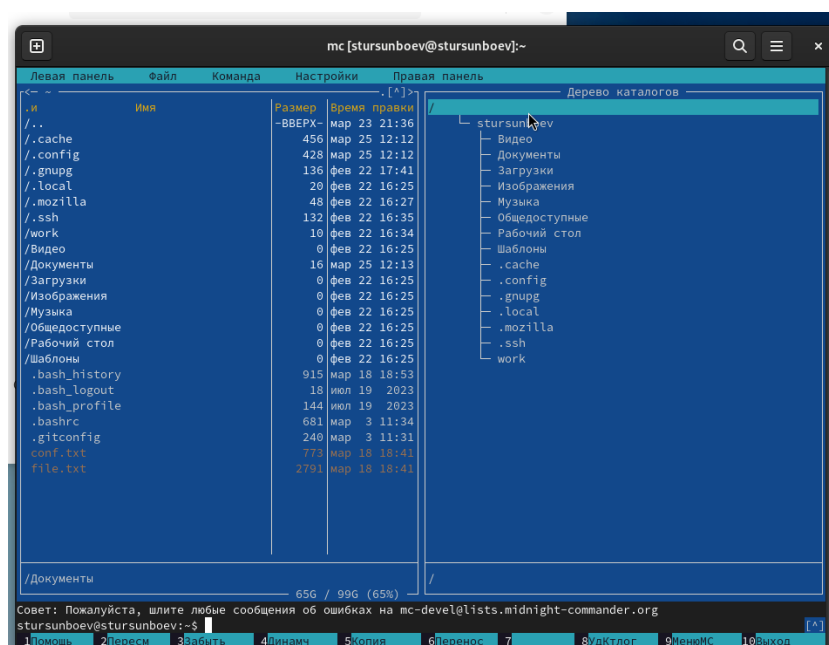 mc [stursunboev@stursunboev]:~
Левая панель Файл Команда Настройки Правая панель
<— ~ .[^]>
Дерево каталогов
.и Имя Размер Время правки
/.. -ВВЕРХ- мар 23 21:36
/.cache 456 мар 25 12:12
/.config 428 мар 25 12:12
/.gnupg 136 фев 22 17:41
/.local 20 фев 22 16:25
/.mozilla 48 фев 22 16:27
/.ssh 132 фев 22 16:35
/work 10 фев 22 16:34
/Видео 0 фев 22 16:25
/Документы 16 мар 25 12:13
/Загрузки 0 фев 22 16:25
/Изображения 0 фев 22 16:25
/Музыка 0 фев 22 16:25
/Общедоступные 0 фев 22 16:25
/Рабочий стол 0 фев 22 16:25
/Шаблоны 0 фев 22 16:25
.bash_history 915 мар 18 18:53
.bash_logout 18 июл 19 2023
.bash_profile 144 июл 19 2023
.bashrc 681 мар 3 11:34
.gitconfig 240 мар 3 11:31
conf.txt 773 мар 18 18:41
file.txt 2791 мар 18 18:41
/Документы
65G / 99G (65%)
/
stursunboev
Видео
Документы
Загрузки
Изображения
Музыка
Общедоступные
Рабочий стол
Шаблоны
.cache
.config
.gnupg
.local
.mozilla
.ssh
work
/
Совет: Пожалуйста, шлите любые сообщения об ошибках на mc-devel@lists.midnight-commander.org
stursunboev@stursunboev:~$ [^]
1Помощь 2Пересм 3Забыть 4Динамч 5Копия 6Перенос 7 8УдКтлог 9МенюМС 10Выход